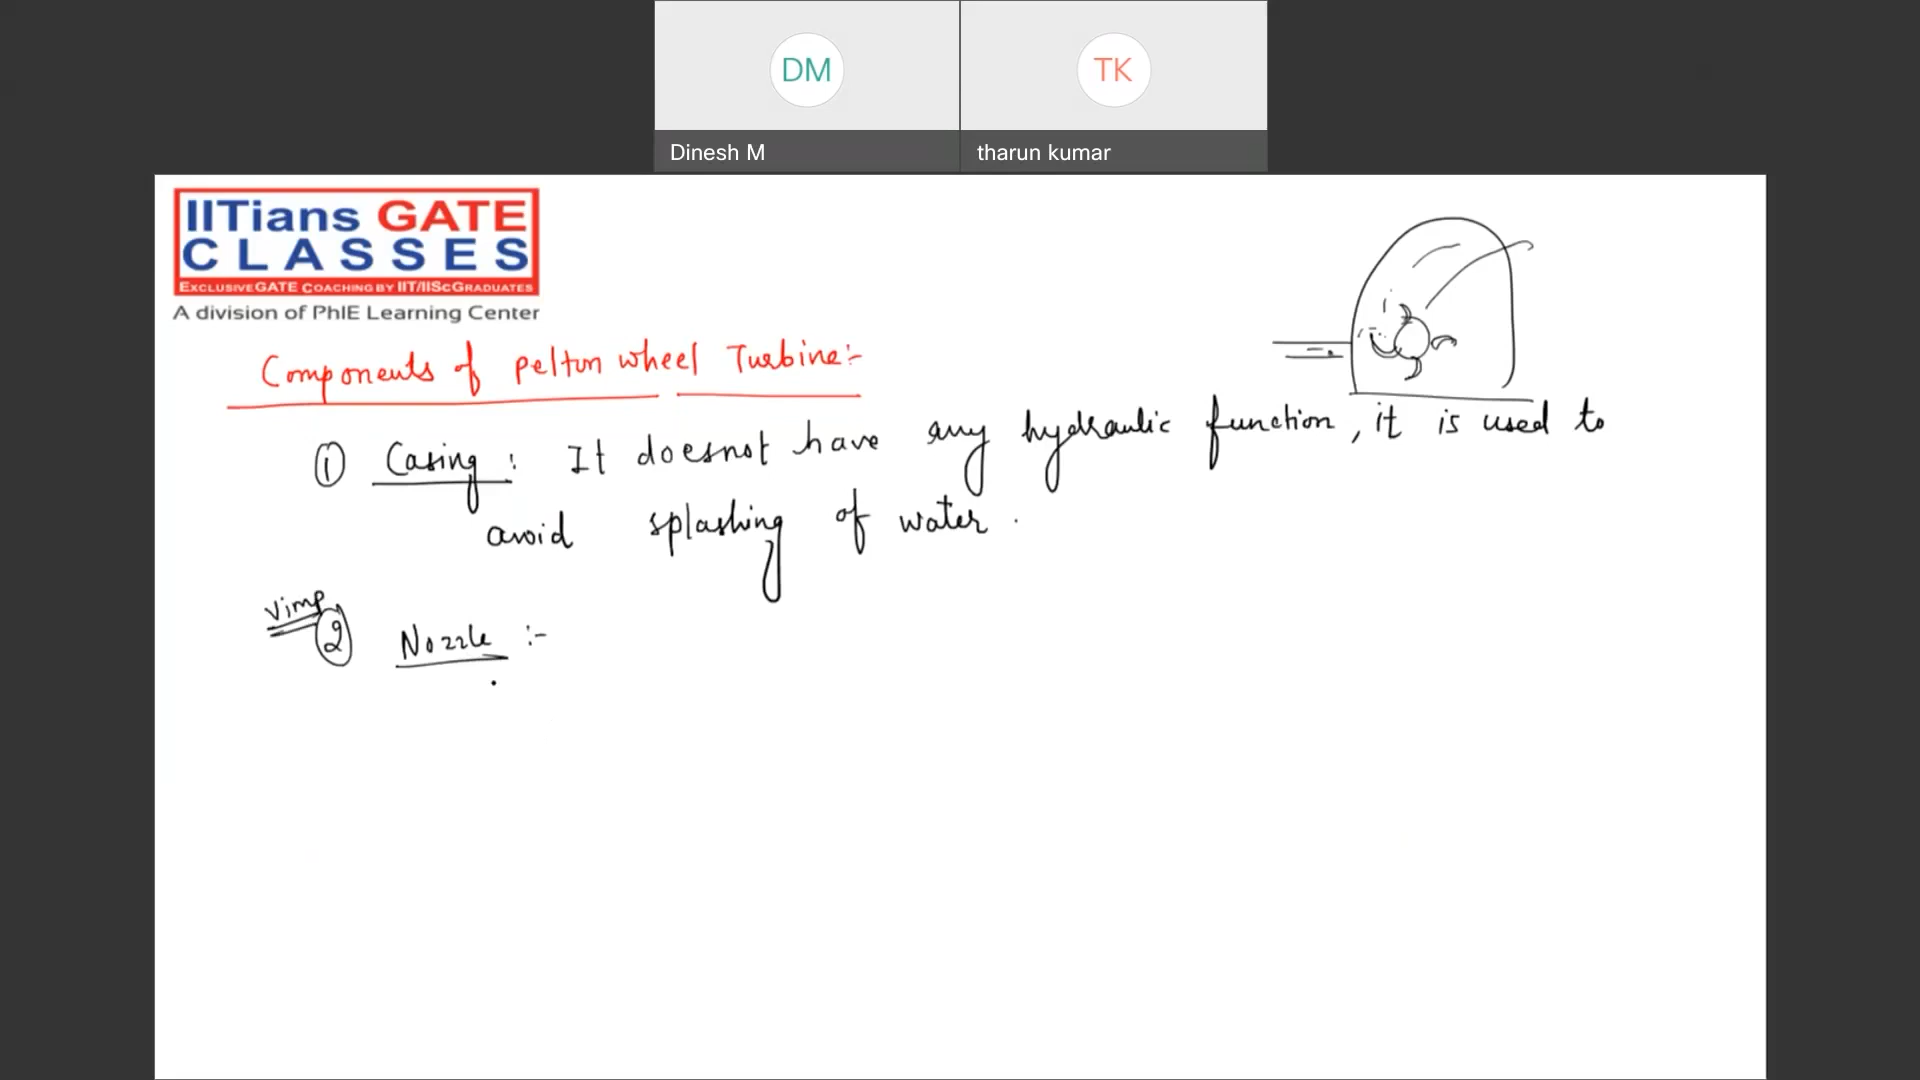 DM
TK
Dinesh M
tharun kumar
IITians GATE
CLASSES
EXCLUSIVE GATE COACHING BY IIT/IISc GRADUATES
A division of PhIE Learning Center
Components of pelton wheel Turbine:-
① Casing: It doesnot have any hydraulic function, it is used to
avoid splashing of water.
Vimp
② Nozzle :-